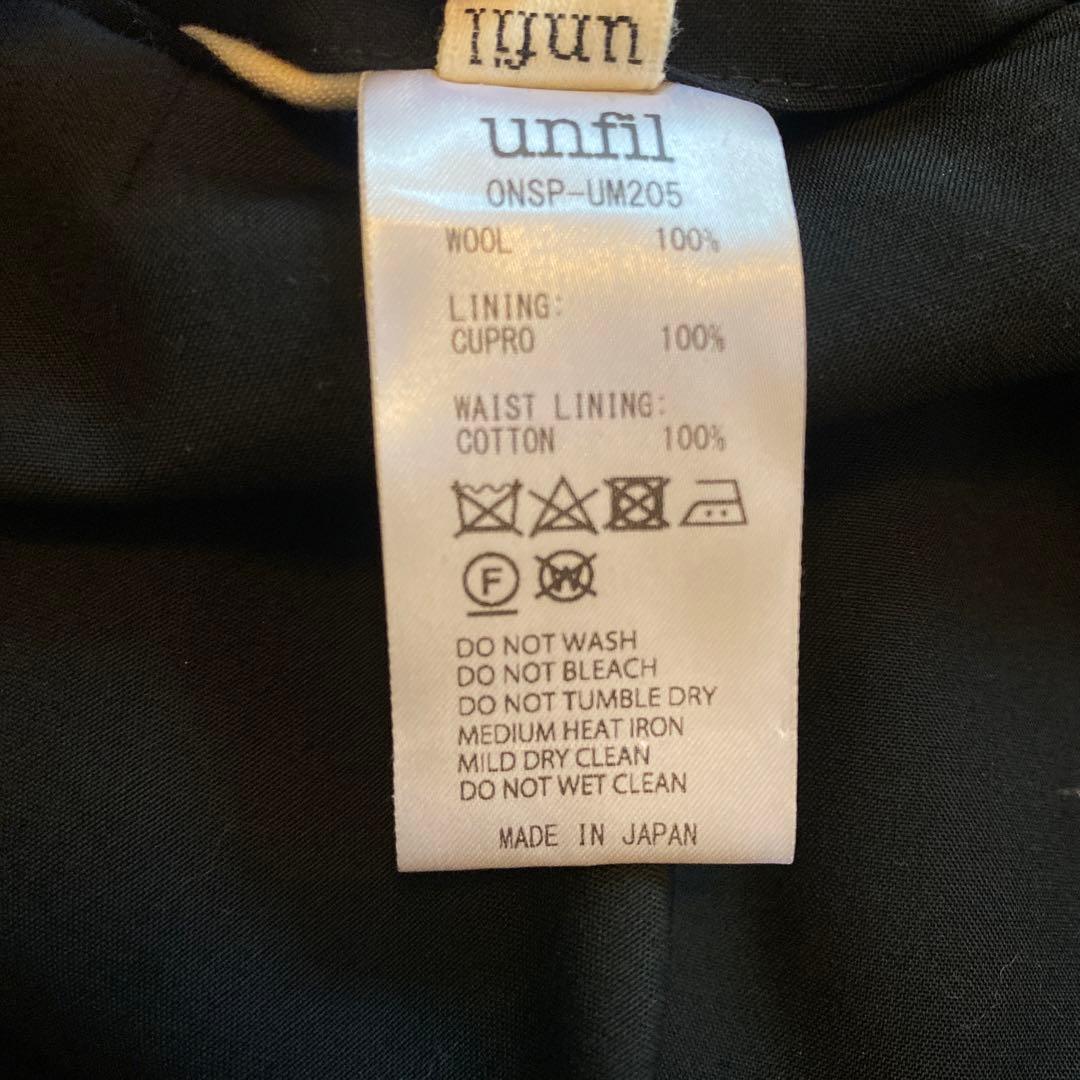 unfil
unfil
ONSP-UM205
WOOL 100%
LINING:
CUPRO 100%
WAIST LINING:
COTTON 100%
F W
DO NOT WASH
DO NOT BLEACH
DO NOT TUMBLE DRY
MEDIUM HEAT IRON
MILD DRY CLEAN
DO NOT WET CLEAN
MADE IN JAPAN